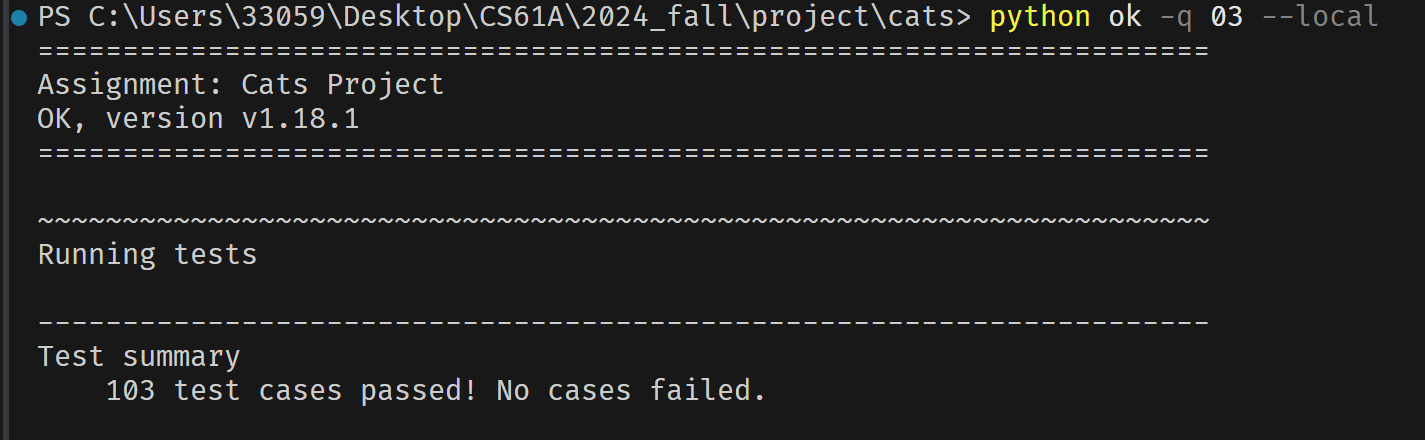 PS C:\Users\33059\Desktop\CS61A\2024_fall\project\cats> python ok -q 03 --local
=====================================================================
Assignment: Cats Project
OK, version v1.18.1
=====================================================================
~~~~~~~~~~~~~~~~~~~~~~~~~~~~~~~~~~~~~~~~~~~~~~~~~~~~~~~~~~~~~~~~~~~~~
Running tests
---------------------------------------------------------------------
Test summary
    103 test cases passed! No cases failed.